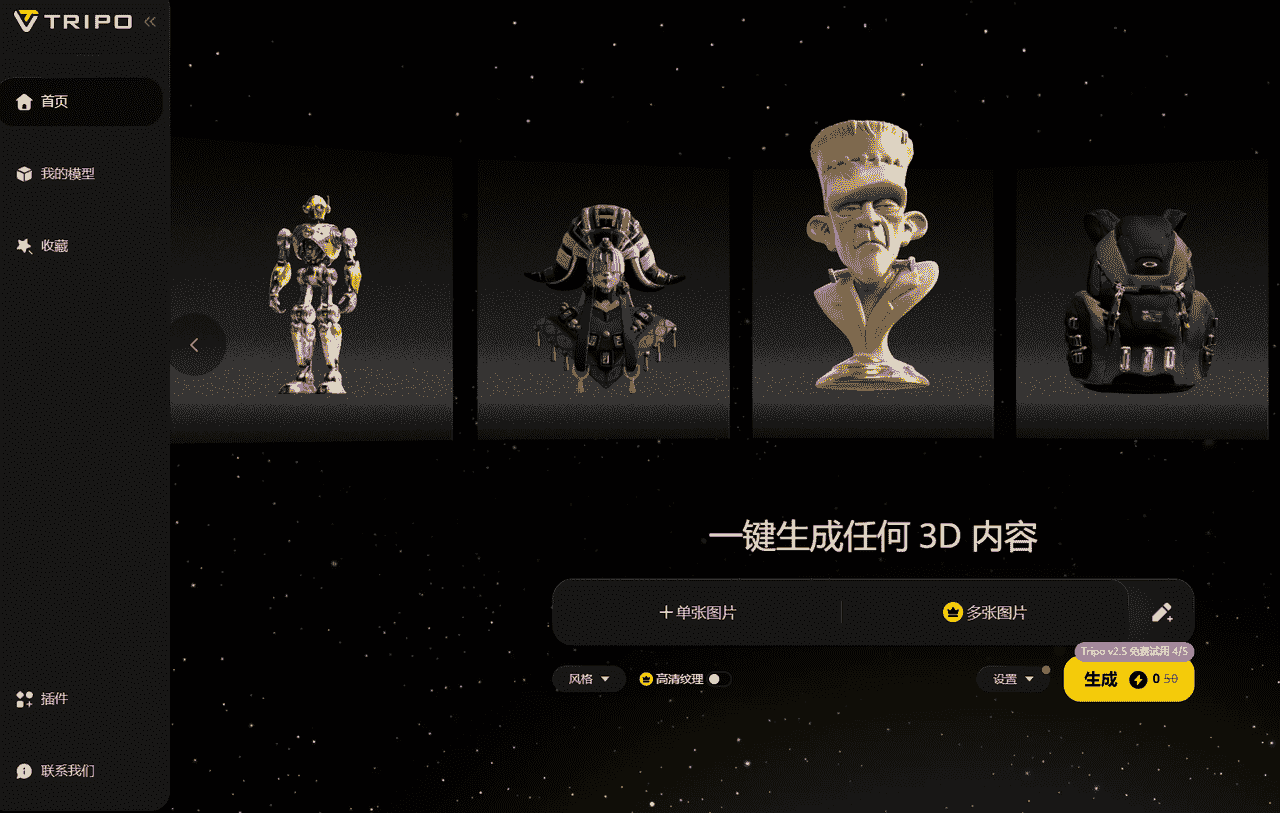 TRIPO
首页
我的模型
收藏
插件
联系我们
一键生成任何 3D 内容
单张图片
多张图片
风格
高清纹理
设置
Tripo v2.5 免费试用 4/5
生成 0 50